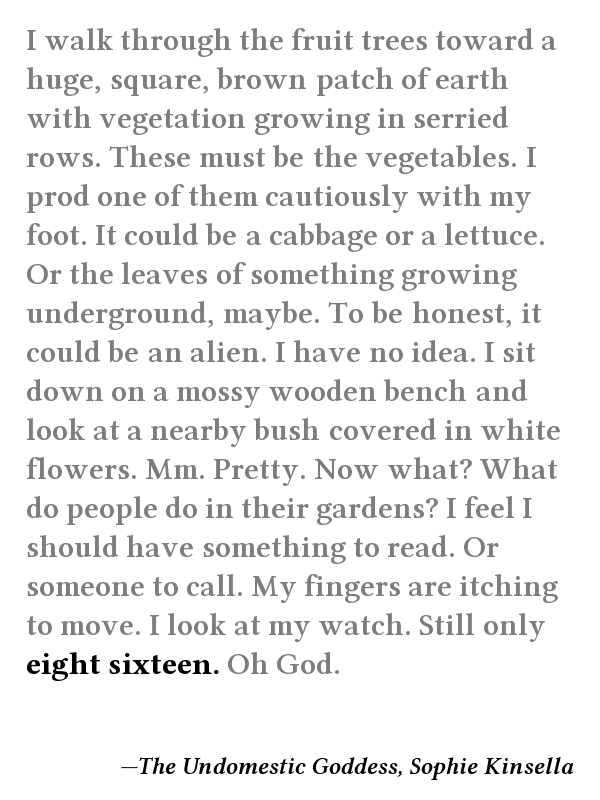 I walk through the fruit trees toward a
huge, square, brown patch of earth
with vegetation growing in serried
rows. These must be the vegetables. I
prod one of them cautiously with my
foot. It could be a cabbage or a lettuce.
Or the leaves of something growing
underground, maybe. To be honest, it
could be an alien. I have no idea. I sit
down on a mossy wooden bench and
look at a nearby bush covered in white
flowers. Mm. Pretty. Now what? What
do people do in their gardens? I feel I
should have something to read. Or
someone to call. My fingers are itching
to move. I look at my watch. Still only
eight sixteen. Oh God.
—The Undomestic Goddess, Sophie Kinsella